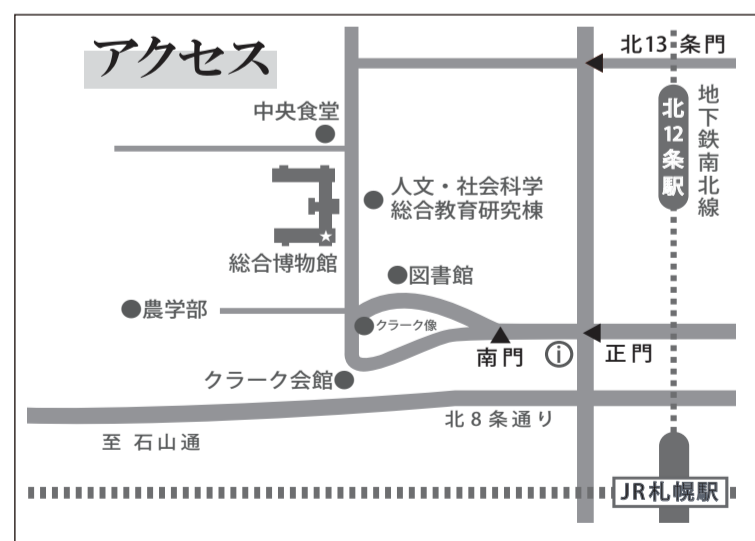 アクセス
北13条門
地下鉄南北線
北12条駅
中央食堂
人文・社会科学
総合教育研究棟
総合博物館
図書館
農学部
クラーク像
南門
i
正門
クラーク会館
北8条通り
至 石山通
JR札幌駅